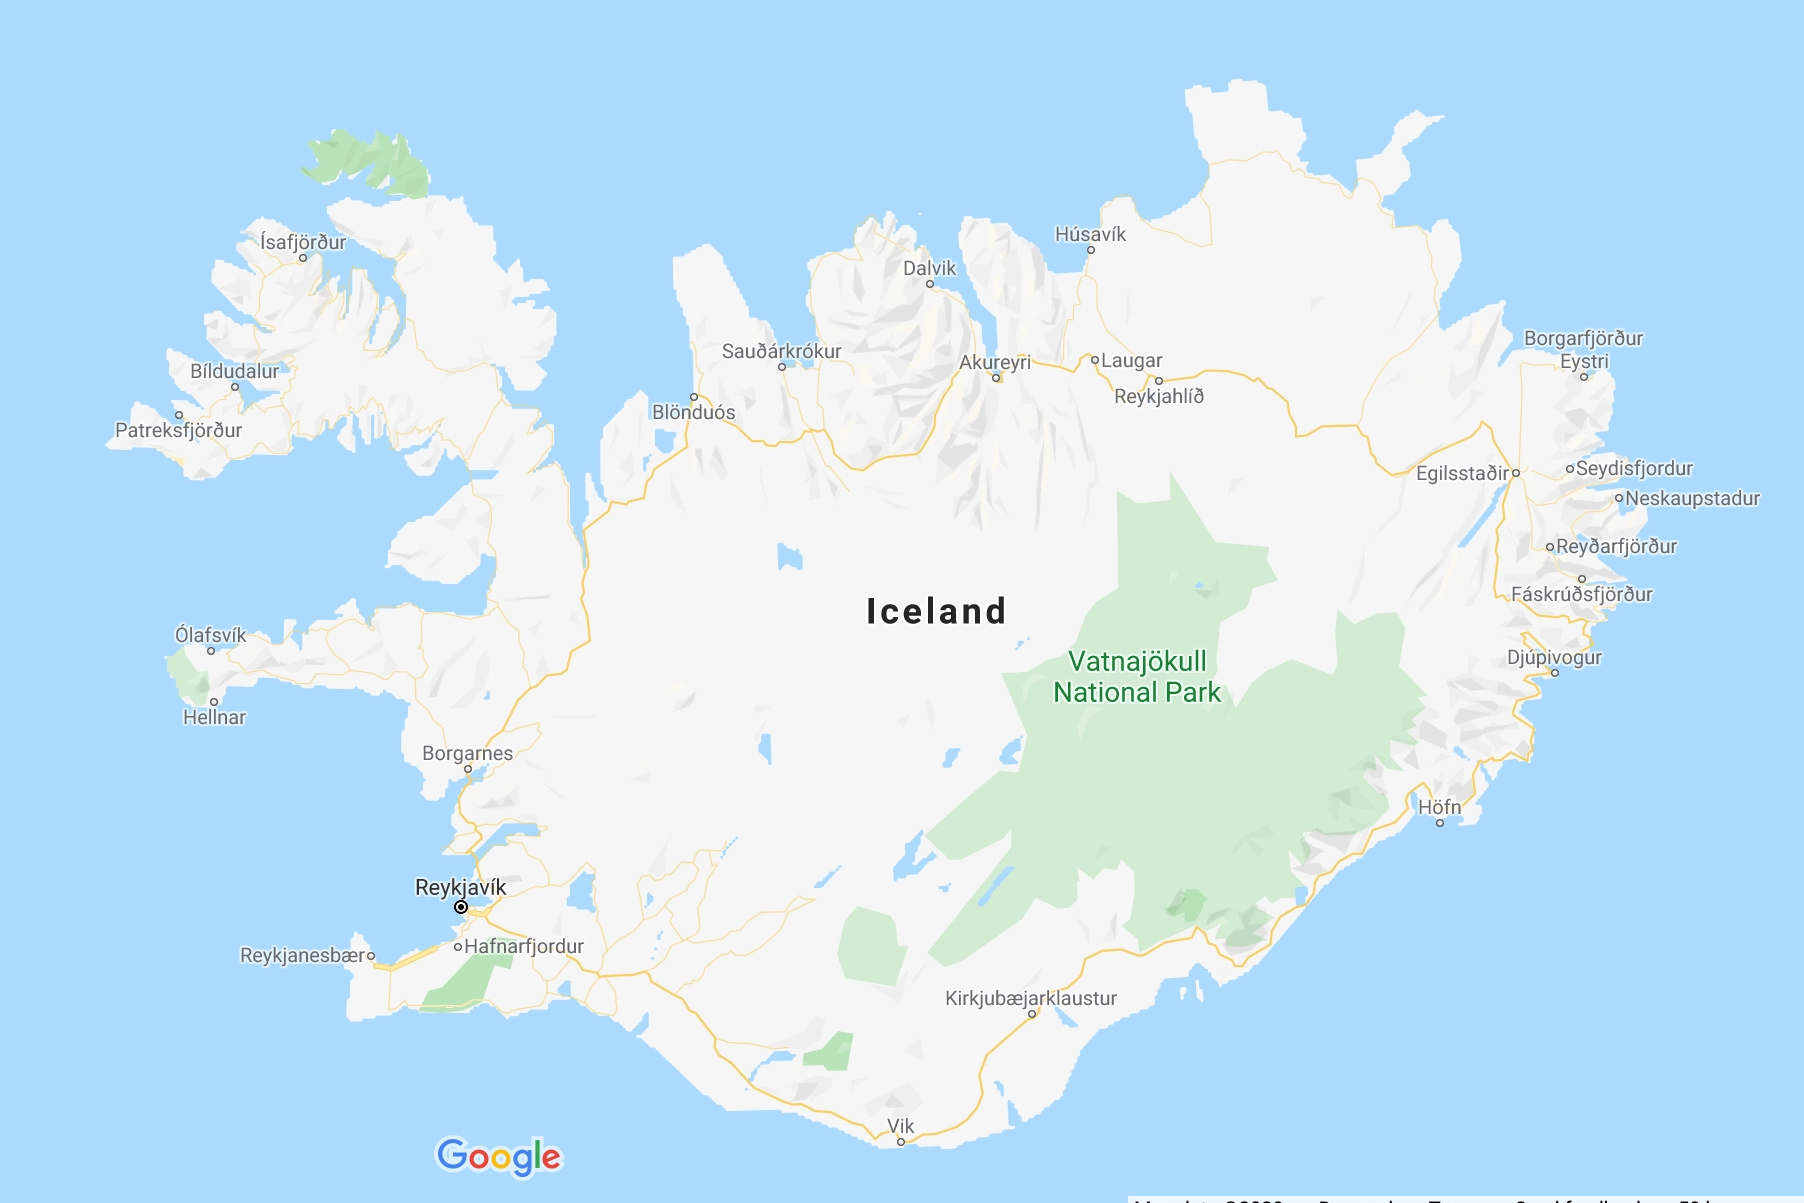 Húsavík
Ísafjörður
Dalvik
Borgarfjörður
Eystri
Sauðárkrókur
Akureyri
Laugar
Bíldudalur
Reykjahlíð
Blönduós
Patreksfjörður
Egilsstaðir
Seydisfjordur
Neskaupstadur
Reyðarfjörður
Fáskrúðsfjörður
Iceland
Ólafsvík
Djúpivogur
Vatnajökull
National Park
Hellnar
Borgarnes
Höfn
Reykjavík
Hafnarfjordur
Reykjanesbær
Kirkjubæjarklaustur
Vik
Google